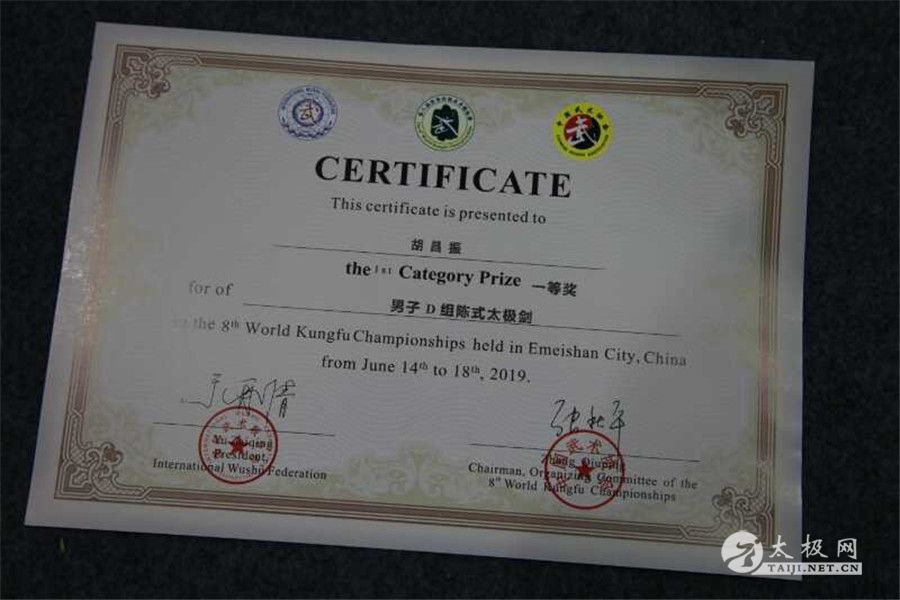 CERTIFICATE
This certificate is presented to
胡昌振
the 1st Category Prize 一等奖
for of
男子 D 组陈式太极剑
the 8th World Kungfu Championships held in Emeishan City, China
from June 14th to 18th, 2019.
President,
International Wushu Federation
Qiuping
Chairman, Organizing Committee of the
8th World Kungfu Championships
太极网
TAIJI.NET.CN